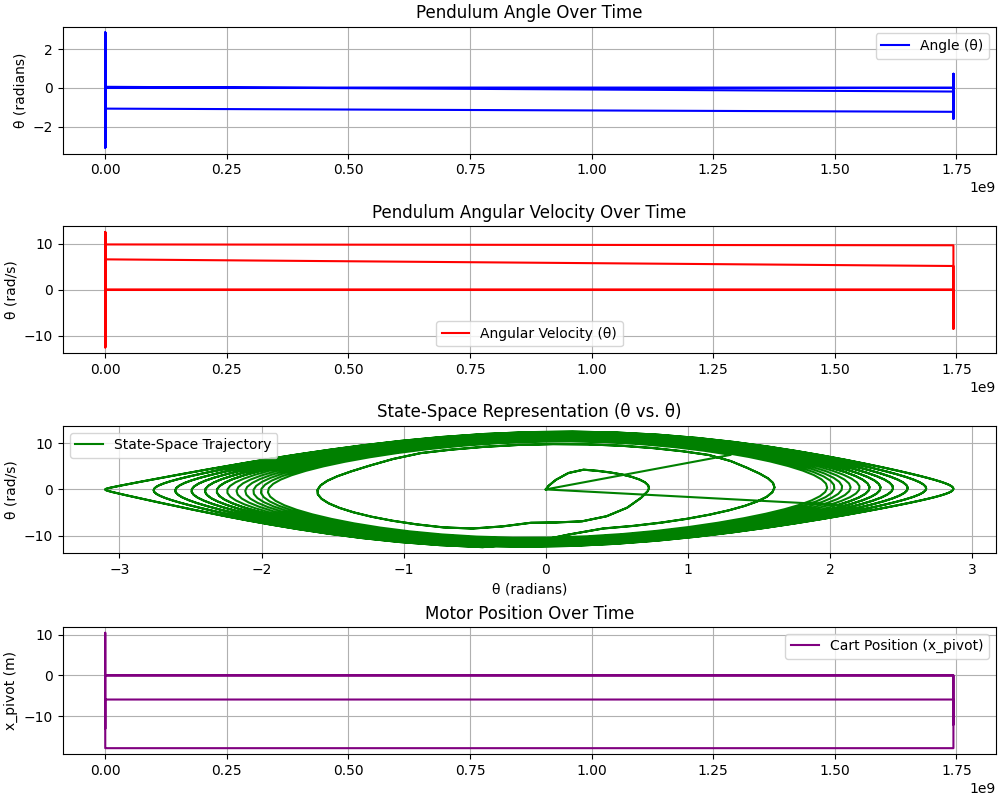 Pendulum Angle Over Time
θ (radians)
2
0
−2
Angle (θ)
0.00 0.25 0.50 0.75 1.00 1.25 1.50 1.75
1e9
Pendulum Angular Velocity Over Time
θ̇ (rad/s)
10
0
−10
Angular Velocity (θ̇)
0.00 0.25 0.50 0.75 1.00 1.25 1.50 1.75
1e9
State-Space Representation (θ vs. θ̇)
θ̇ (rad/s)
10
0
−10
State-Space Trajectory
−3 −2 −1 0 1 2 3
θ (radians)
Motor Position Over Time
x_pivot (m)
10
0
−10
Cart Position (x_pivot)
0.00 0.25 0.50 0.75 1.00 1.25 1.50 1.75
1e9